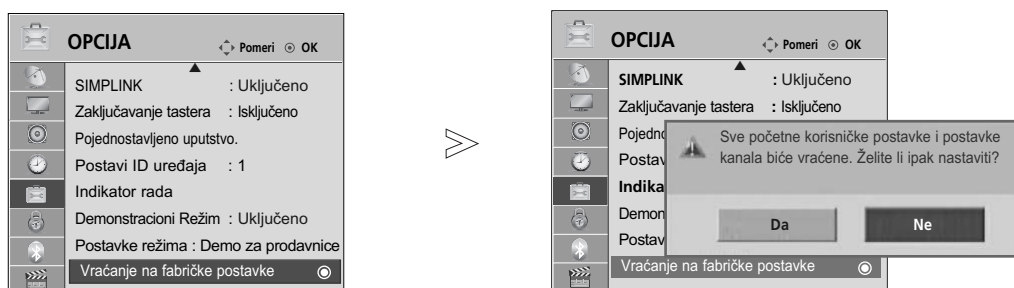 OPCIJA Pomeri OK
SIMPLINK : Uključeno
Zaključavanje tastera : Isključeno
Pojednostavljeno uputstvo.
Postavi ID uređaja : 1
Indikator rada
Demonstracioni Režim : Uključeno
Postavke režima : Demo za prodavnice
Vraćanje na fabričke postavke
OPCIJA Pomeri OK
SIMPLINK : Uključeno
Zaključavanje tastera : Isključeno
Pojedno
Postav
Indika
Demon
Postav
Vraćanje na fabričke postavke
Sve početne korisničke postavke i postavke
kanala biće vraćene. Želite li ipak nastaviti?
Da Ne